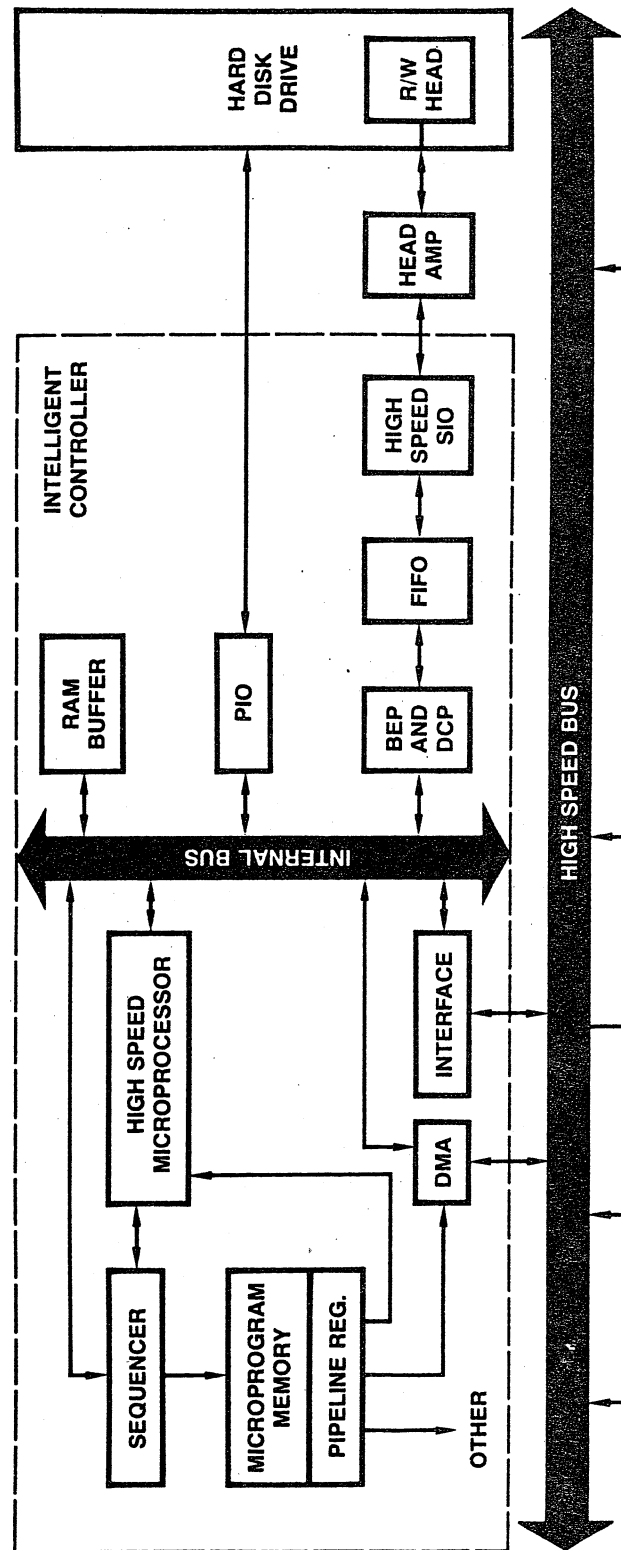 INTELLIGENT
CONTROLLER
HARD
DISK
DRIVE
RAM
BUFFER
SEQUENCER
HIGH SPEED
MICROPROCESSOR
INTERNAL BUS
PIO
MICROPROGRAM
MEMORY
PIPELINE REG.
OTHER
DMA
INTERFACE
BEP
AND
DCP
FIFO
HIGH
SPEED
SIO
HEAD
AMP
R/W
HEAD
HIGH SPEED BUS